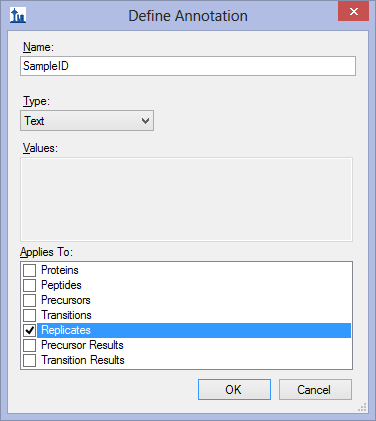 Define Annotation
Name:
SampleID
Type:
Text
Values:
Applies To:
Proteins
Peptides
Precursors
Transitions
Replicates
Precursor Results
Transition Results
OK Cancel